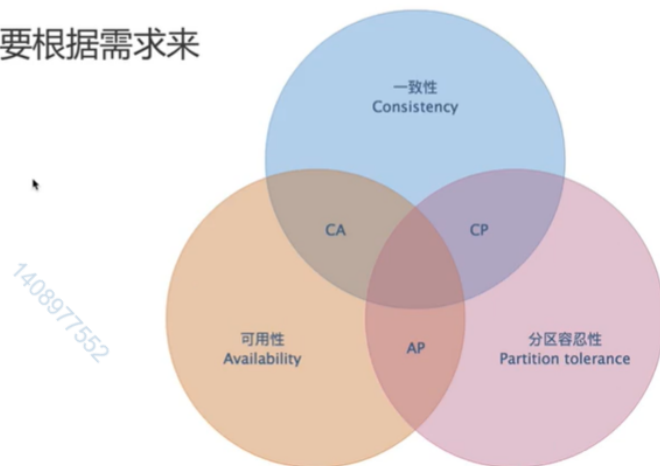 要根据需求来
一致性
Consistency
CA
CP
1408977552
可用性
Availability
AP
分区容忍性
Partition tolerance